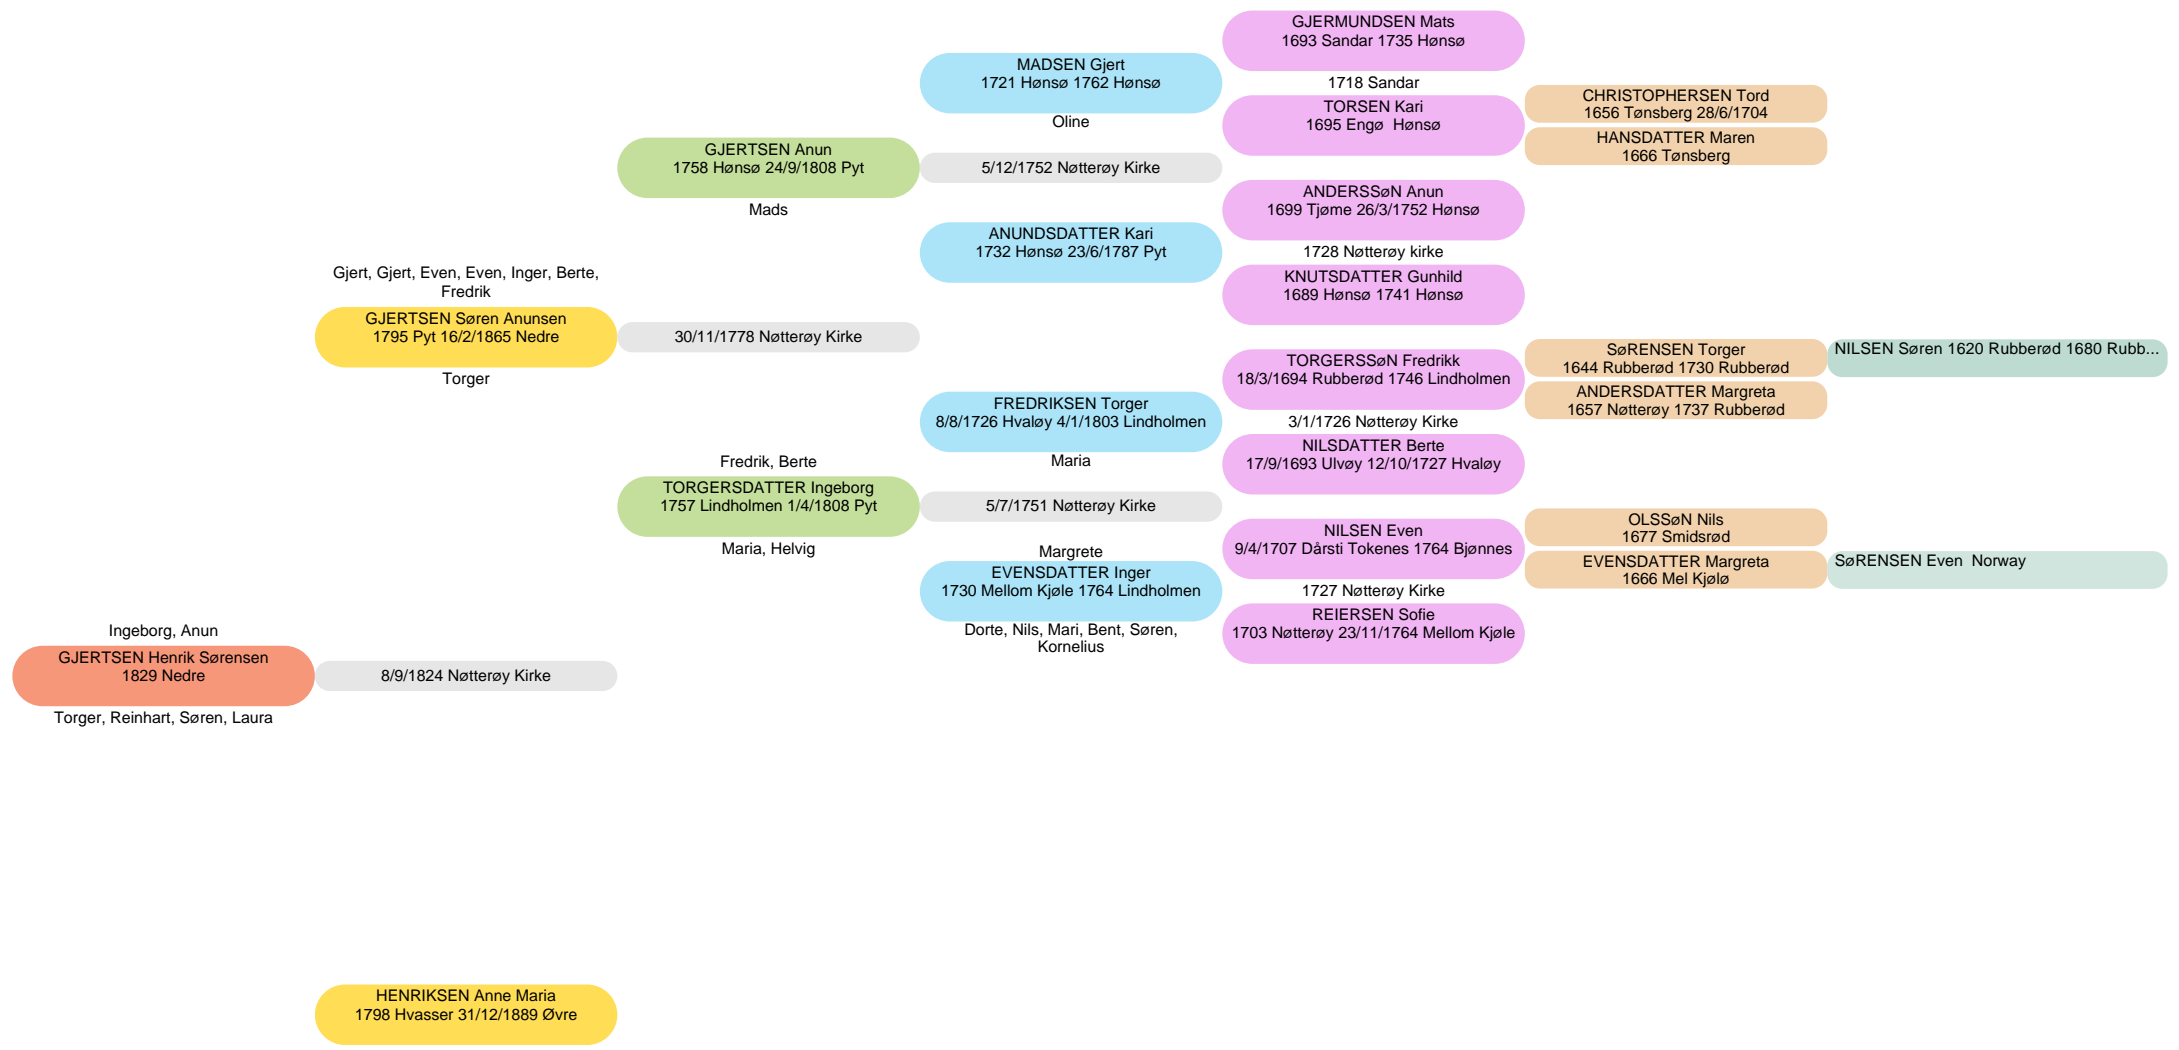 GJERMUNDSEN Mats
1693 Sandar 1735 Hønsø
MADSEN Gjert
1721 Hønsø 1762 Hønsø
1718 Sandar
CHRISTOPHERSEN Tord
1656 Tønsberg 28/6/1704
TORSEN Kari
1695 Engø  Hønsø
Oline
HANSDATTER Maren
1666 Tønsberg
GJERTSEN Anun
1758 Hønsø 24/9/1808 Pyt
5/12/1752 Nøtterøy Kirke
Mads
ANDERSSøN Anun
1699 Tjøme 26/3/1752 Hønsø
ANUNDSDATTER Kari
1732 Hønsø 23/6/1787 Pyt
1728 Nøtterøy kirke
KNUTSDATTER Gunhild
1689 Hønsø 1741 Hønsø
Gjert, Gjert, Even, Even, Inger, Berte,
Fredrik
GJERTSEN Søren Anunsen
1795 Pyt 16/2/1865 Nedre
30/11/1778 Nøtterøy Kirke
Torger
SøRENSEN Torger
1644 Rubberød 1730 Rubberød
NILSEN Søren 1620 Rubberød 1680 Rubb...
TORGERSSøN Fredrikk
18/3/1694 Rubberød 1746 Lindholmen
ANDERSDATTER Margreta
1657 Nøtterøy 1737 Rubberød
FREDRIKSEN Torger
8/8/1726 Hvaløy 4/1/1803 Lindholmen
3/1/1726 Nøtterøy Kirke
Maria
NILSDATTER Berte
17/9/1693 Ulvøy 12/10/1727 Hvaløy
Fredrik, Berte
TORGERSDATTER Ingeborg
1757 Lindholmen 1/4/1808 Pyt
5/7/1751 Nøtterøy Kirke
Maria, Helvig
OLSSøN Nils
1677 Smidsrød
NILSEN Even
9/4/1707 Dårsti Tokenes 1764 Bjønnes
Margrete
EVENSDATTER Inger
1730 Mellom Kjøle 1764 Lindholmen
EVENSDATTER Margreta
1666 Mel Kjølø
SøRENSEN Even  Norway
1727 Nøtterøy Kirke
REIERSEN Sofie
1703 Nøtterøy 23/11/1764 Mellom Kjøle
Dorte, Nils, Mari, Bent, Søren,
Kornelius
Ingeborg, Anun
GJERTSEN Henrik Sørensen
1829 Nedre
8/9/1824 Nøtterøy Kirke
Torger, Reinhart, Søren, Laura
HENRIKSEN Anne Maria
1798 Hvasser 31/12/1889 Øvre